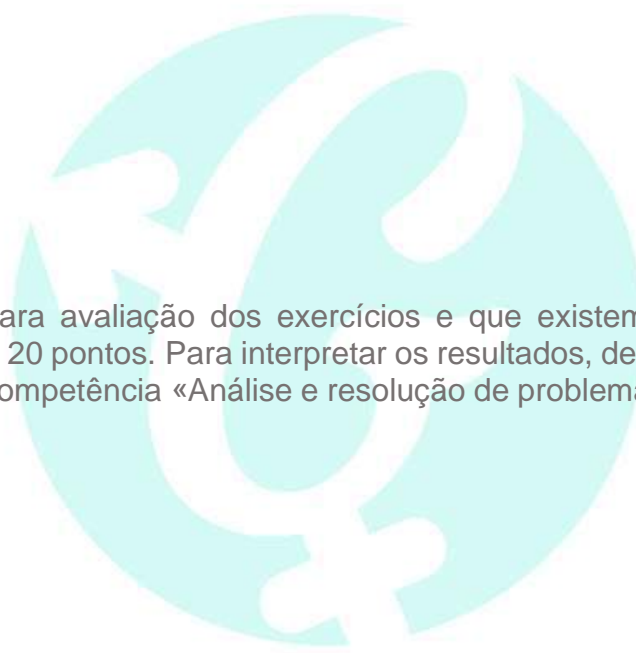 ara avaliação dos exercícios e que existem
20 pontos. Para interpretar os resultados, de
ompetência «Análise e resolução de problema